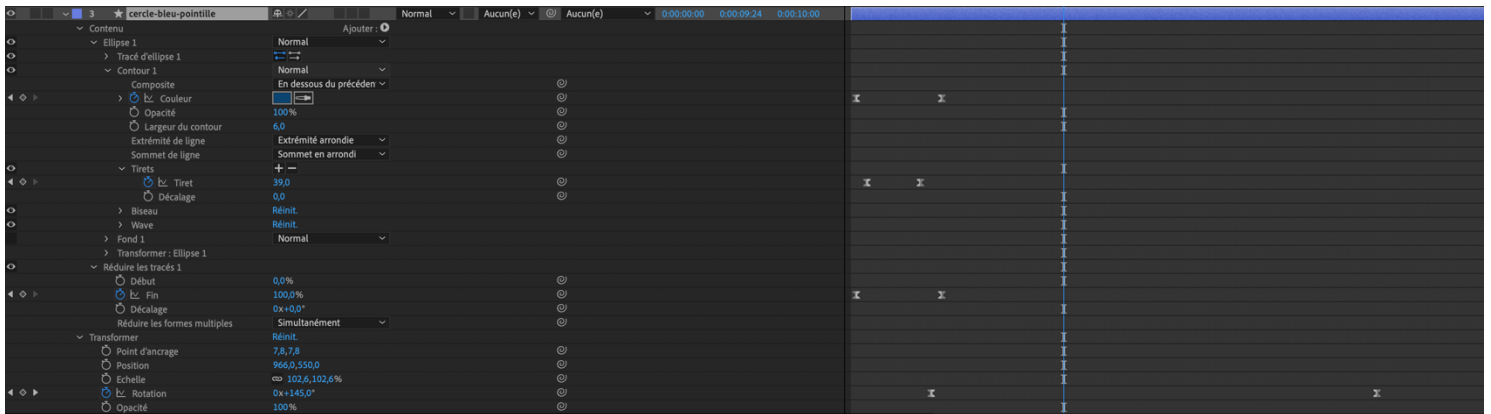 3 cercle-bleu-pointille Normal Aucun(e) Aucun(e) 0:00:00:00 0:00:09:24 0:00:10:00
Contenu Ajouter :
Ellipse 1 Normal
Tracé d'ellipse 1
Contour 1 Normal
Composite En dessous du précéden
Couleur
Opacité 100%
Largeur du contour 6,0
Extrémité de ligne Extrémité arrondie
Sommet de ligne Sommet en arrondi
Tirets
Tiret 39,0
Décalage 0,0
Biseau Réinit.
Wave Réinit.
Fond 1 Normal
Transformer : Ellipse 1
Réduire les tracés 1
Début 0,0%
Fin 100,0%
Décalage 0x+0,0°
Réduire les formes multiples Simultanément
Transformer Réinit.
Point d'ancrage 7,8,7,8
Position 966,0,550,0
Echelle 102,6,102,6%
Rotation 0x+145,0°
Opacité 100%